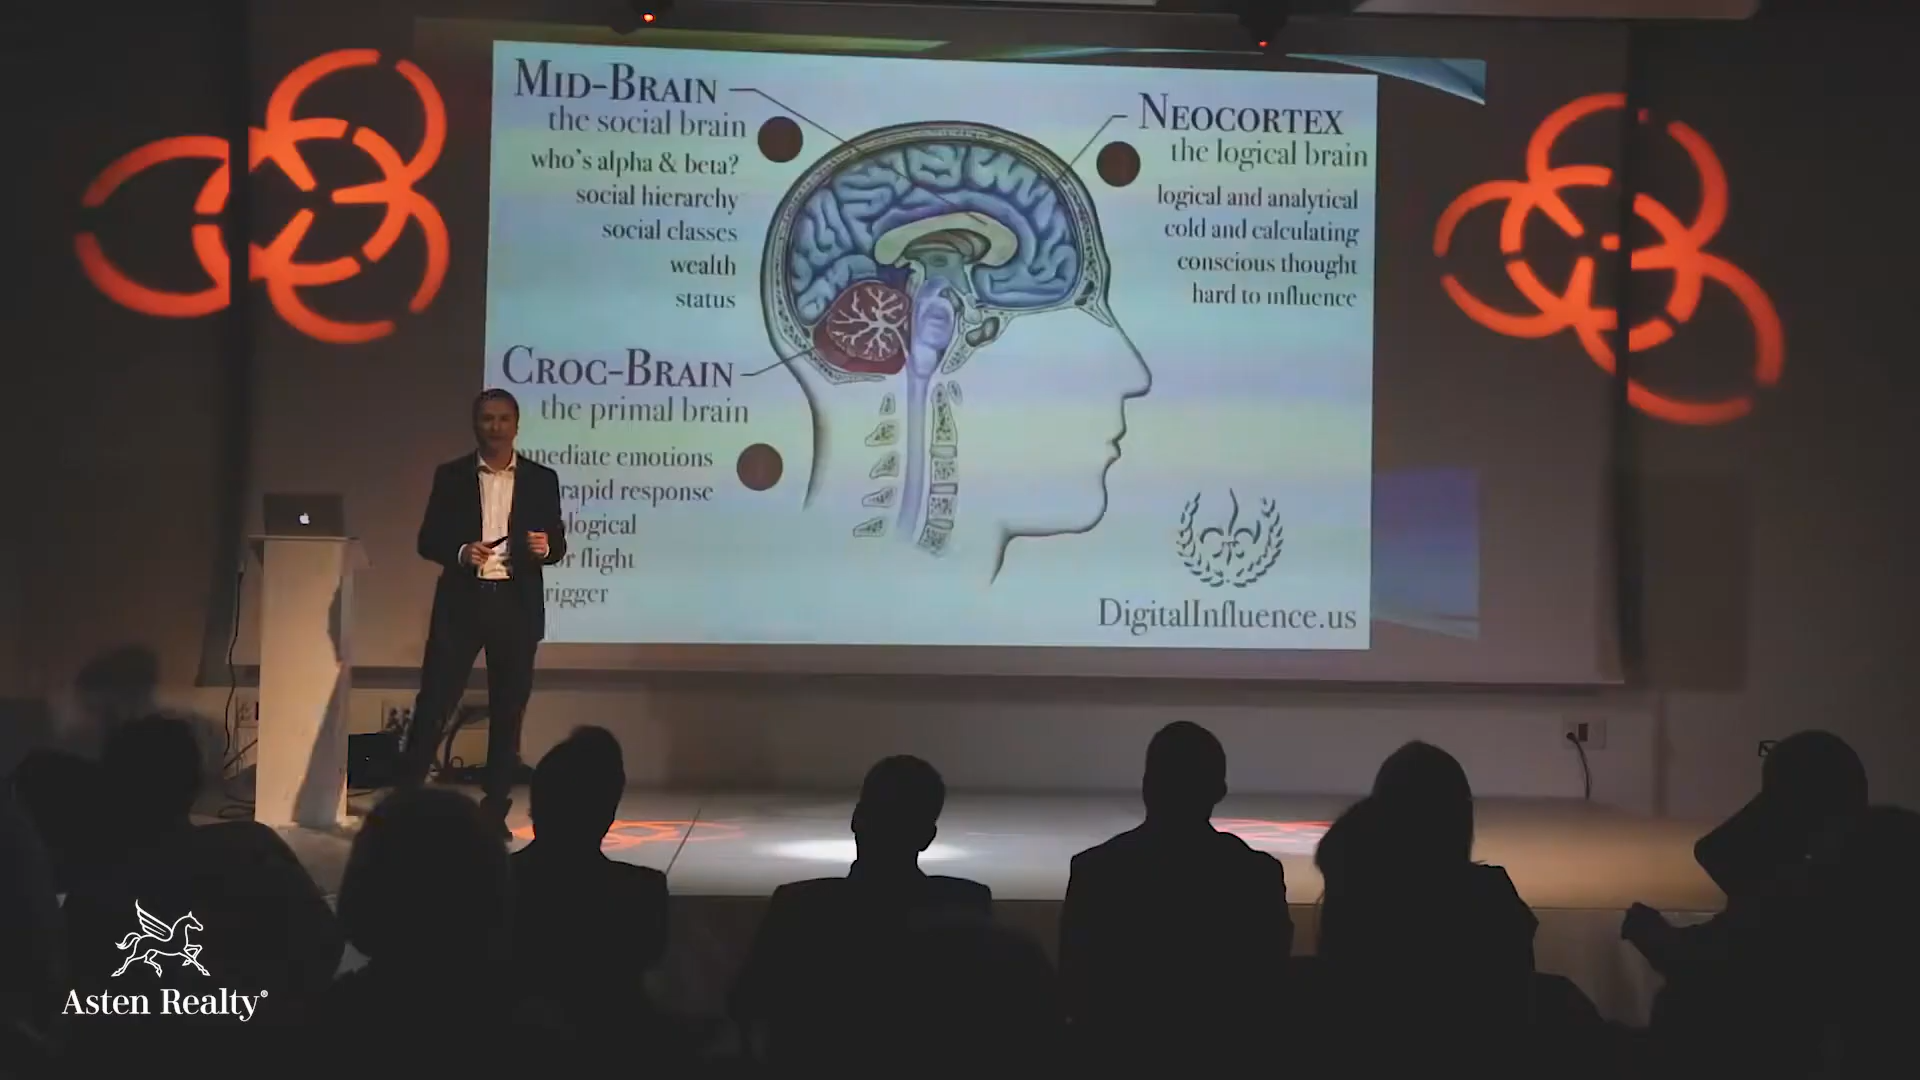 MID-BRAIN
the social brain
who's alpha & beta?
social hierarchy
social classes
wealth
status
NEOCORTEX
the logical brain
logical and analytical
cold and calculating
conscious thought
hard to influence
CROC-BRAIN
the primal brain
emotions
rapid response
flight
DigitalInfluence.us
Asten Realty®